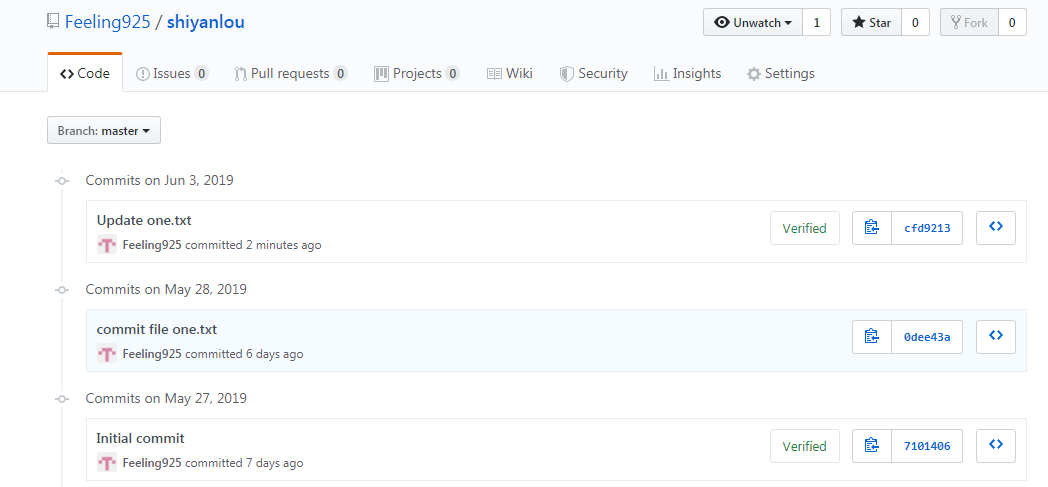 Feeling925 / shiyanlou
Unwatch 1 Star 0 Fork 0
Code Issues 0 Pull requests 0 Projects 0 Wiki Security Insights Settings
Branch: master
Commits on Jun 3, 2019
Update one.txt
Feeling925 committed 2 minutes ago
Verified cfd9213
Commits on May 28, 2019
commit file one.txt
Feeling925 committed 6 days ago
0dee43a
Commits on May 27, 2019
Initial commit
Feeling925 committed 7 days ago
Verified 7101406